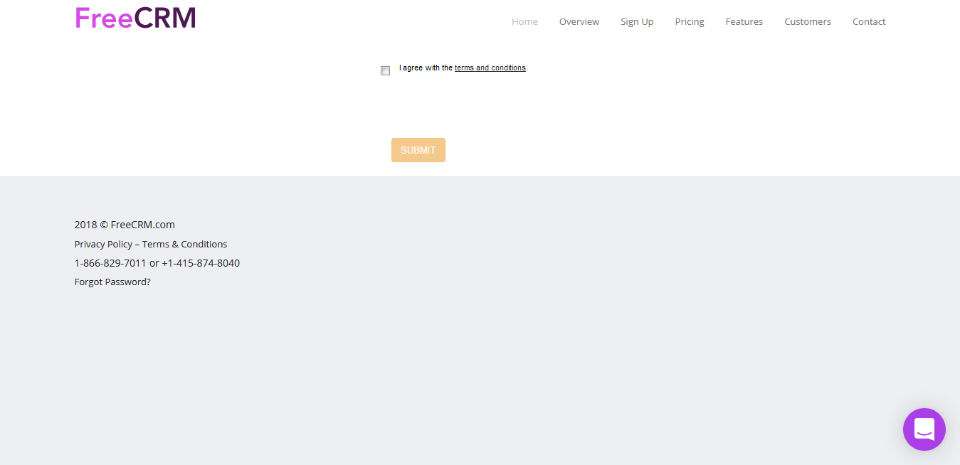 FreeCRM
Home Overview Sign Up Pricing Features Customers Contact
I agree with the terms and conditions.
SUBMIT
2018 © FreeCRM.com
Privacy Policy – Terms & Conditions
1-866-829-7011 or +1-415-874-8040
Forgot Password?